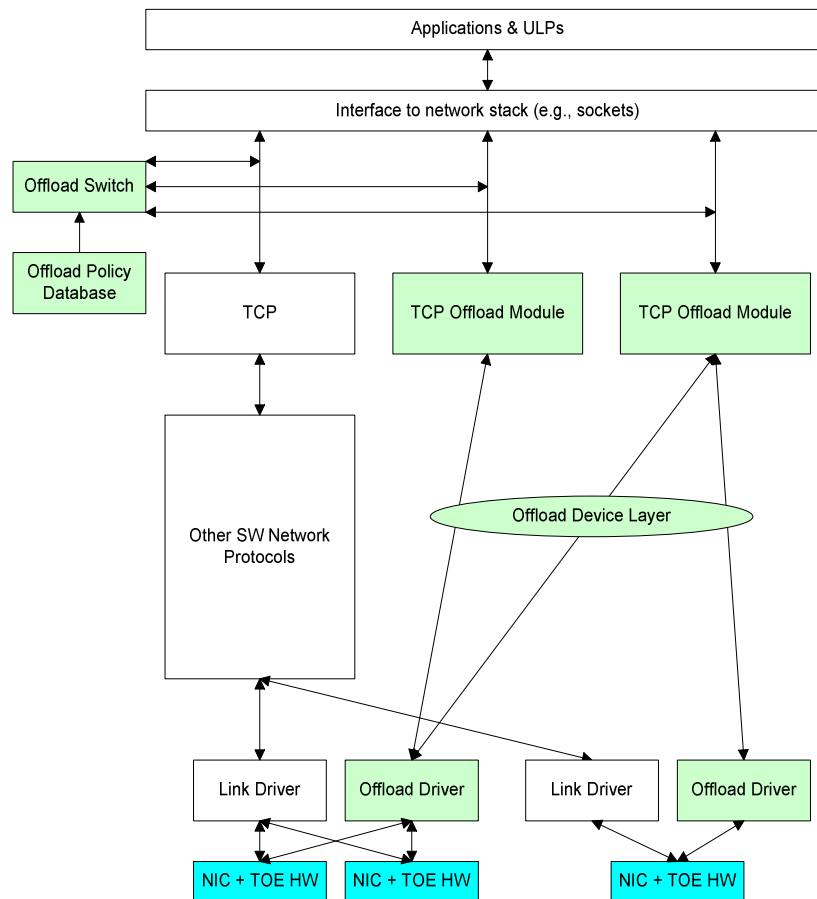 Applications & ULPs
Interface to network stack (e.g., sockets)
Offload Switch
Offload Policy
Database
TCP
TCP Offload Module
TCP Offload Module
Other SW Network
Protocols
Offload Device Layer
Link Driver
Offload Driver
Link Driver
Offload Driver
NIC + TOE HW
NIC + TOE HW
NIC + TOE HW